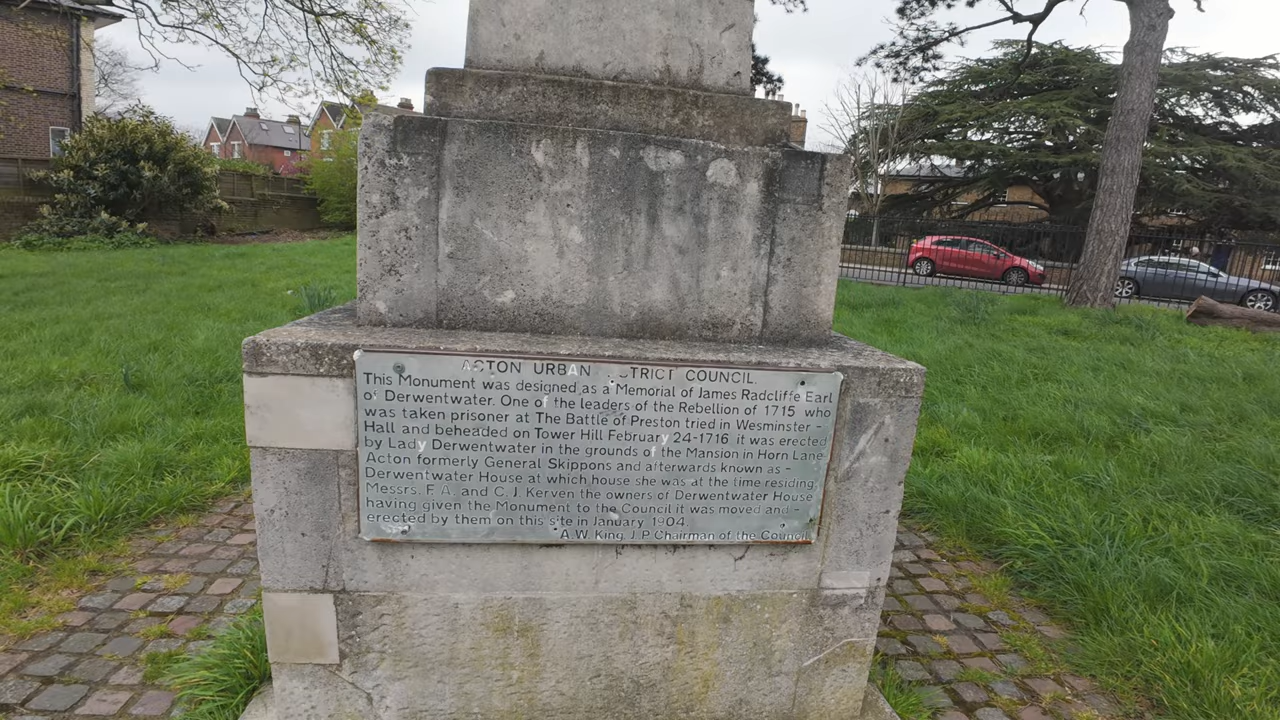 ACTON URBAN STRICT COUNCIL.
This Monument was designed as a Memorial of James Radcliffe Earl
of Derwentwater. One of the leaders of the Rebellion of 1715 who
was taken prisoner at The Battle of Preston tried in Wesminster -
Hall and beheaded on Tower Hill February 24-1716 it was erected
by Lady Derwentwater in the grounds of the Mansion in Horn Lane
Acton formerly General Skippons and afterwards known as -
Derwentwater House at which house she was at the time residing.
Messrs. F. A. and C. J. Kerven the owners of Derwentwater House
having given the Monument to the Council it was moved and -
erected by them on this site in January 1904.
A. W. King. J. P. Chairman of the Council.